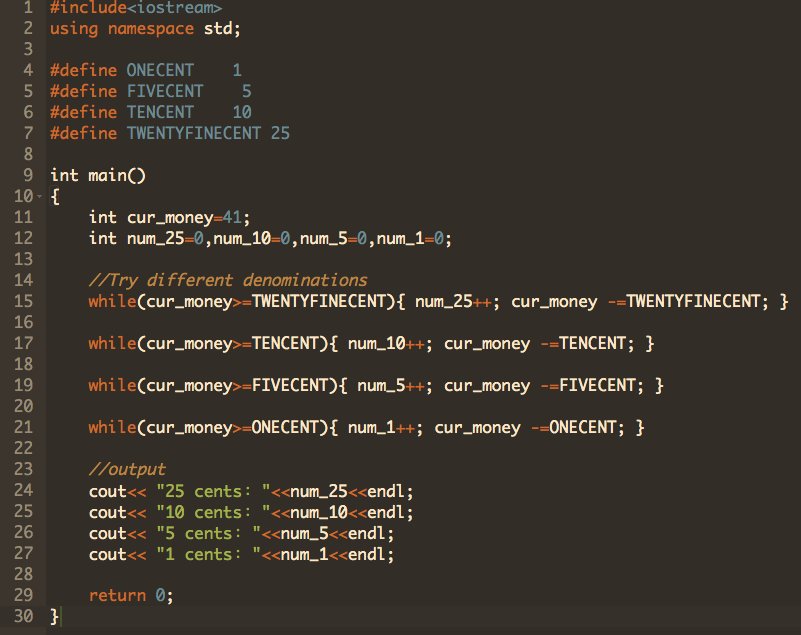 1 #include<iostream>
2 using namespace std;
3
4 #define ONECENT    1
5 #define FIVECENT    5
6 #define TENCENT    10
7 #define TWENTYFINECENT 25
8
9 int main()
10 {
11     int cur_money=41;
12     int num_25=0,num_10=0,num_5=0,num_1=0;
13
14     //Try different denominations
15     while(cur_money>=TWENTYFINECENT){ num_25++; cur_money -=TWENTYFINECENT; }
16
17     while(cur_money>=TENCENT){ num_10++; cur_money -=TENCENT; }
18
19     while(cur_money>=FIVECENT){ num_5++; cur_money -=FIVECENT; }
20
21     while(cur_money>=ONECENT){ num_1++; cur_money -=ONECENT; }
22
23     //output
24     cout<< "25 cents: "<<num_25<<endl;
25     cout<< "10 cents: "<<num_10<<endl;
26     cout<< "5 cents: "<<num_5<<endl;
27     cout<< "1 cents: "<<num_1<<endl;
28
29     return 0;
30 }